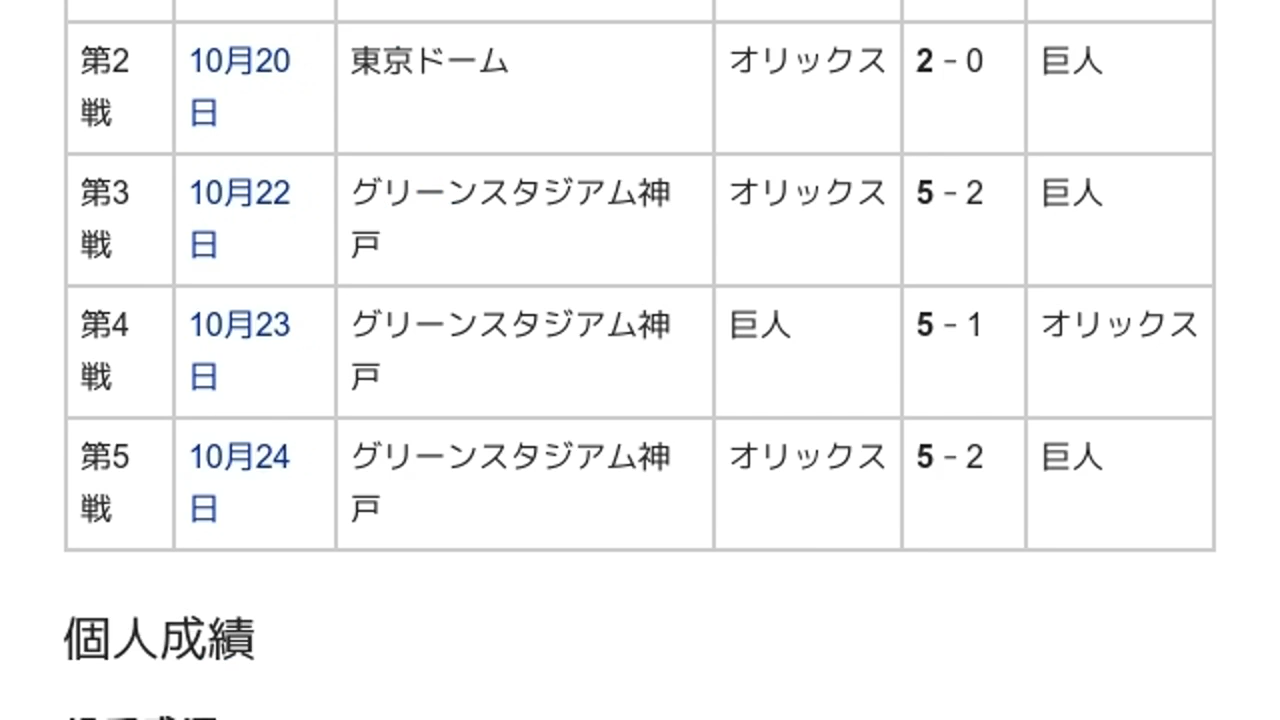 第2戦 10月20日 東京ドーム オリックス 2 - 0 巨人
第3戦 10月22日 グリーンスタジアム神戸 オリックス 5 - 2 巨人
第4戦 10月23日 グリーンスタジアム神戸 巨人 5 - 1 オリックス
第5戦 10月24日 グリーンスタジアム神戸 オリックス 5 - 2 巨人
個人成績